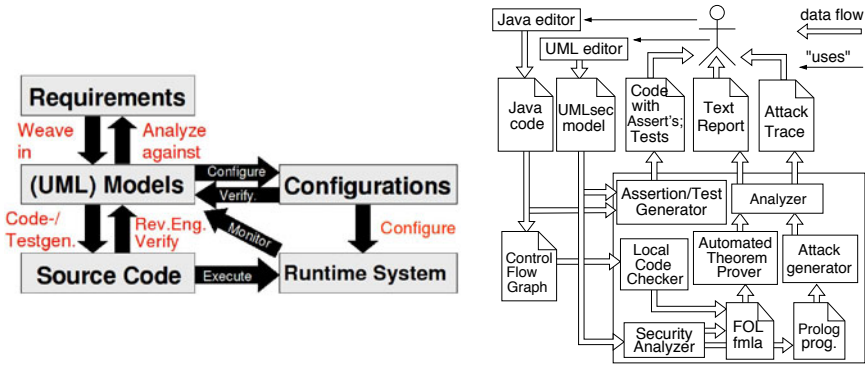 Requirements
Weave
in
Analyze
against
(UML) Models
Configure
Verify.
Configurations
Code-/
Testgen.
Rev.Eng.
Verify
Monitor
Configure
Source Code
Execute
Runtime System
Java editor
UML editor
data flow
"uses"
Java
code
UMLsec
model
Code
with
Assert's;
Tests
Text
Report
Attack
Trace
Assertion/Test
Generator
Analyzer
Control
Flow
Graph
Local
Code
Checker
Automated
Theorem
Prover
Attack
generator
Security
Analyzer
FOL
fmla
Prolog
prog.